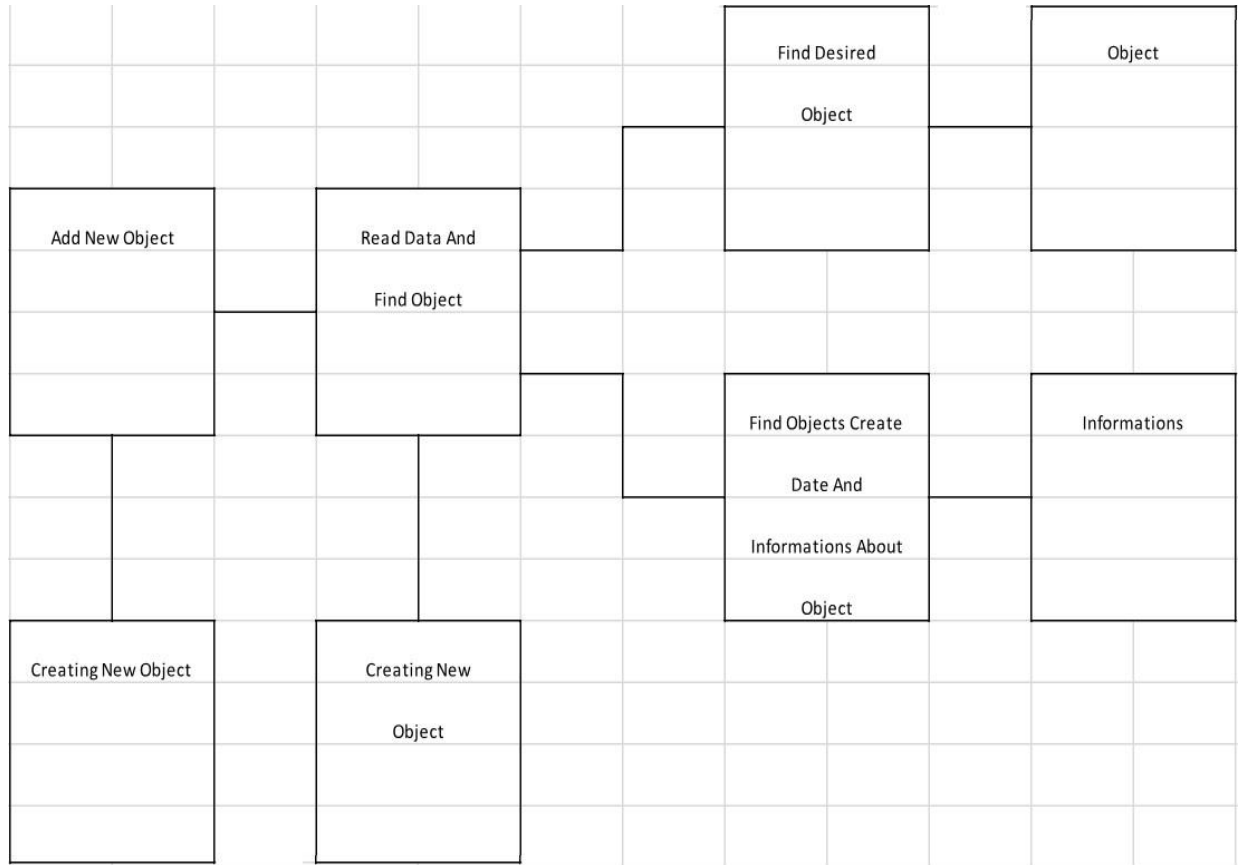 Find Desired
Object
Object
Add New Object
Read Data And
Find Object
Find Objects Create
Date And
Informations About
Object
Informations
Creating New Object
Creating New
Object